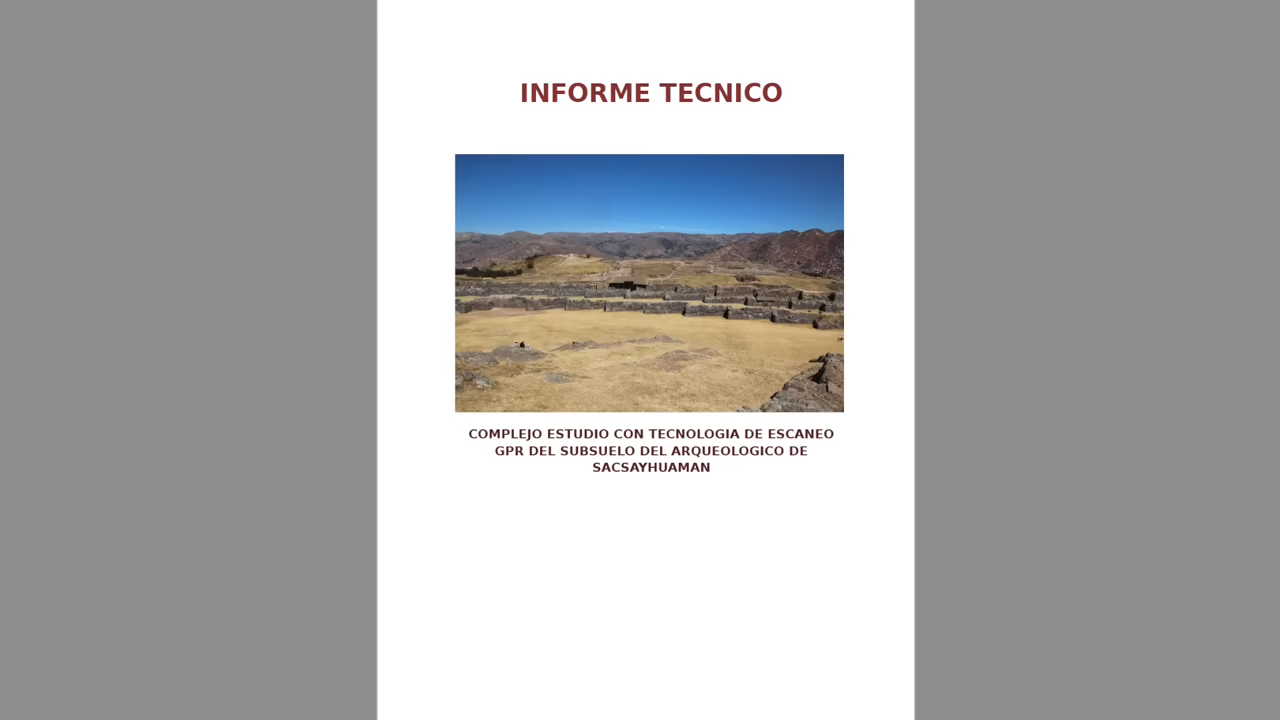 INFORME TECNICO
COMPLEJO ESTUDIO CON TECNOLOGIA DE ESCANEO
GPR DEL SUBSUELO DEL ARQUEOLOGICO DE
SACSAYHUAMAN